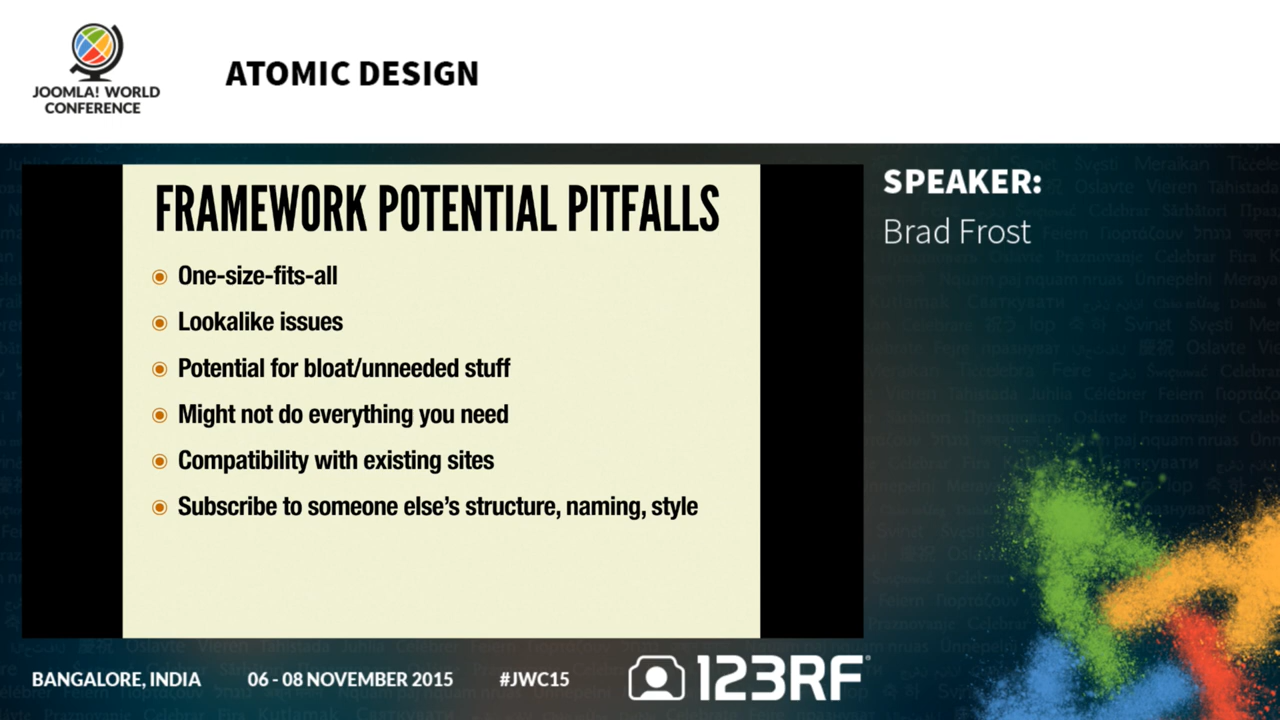 JOOMLA! WORLD
CONFERENCE
ATOMIC DESIGN
FRAMEWORK POTENTIAL PITFALLS
One-size-fits-all
Lookalike issues
Potential for bloat/unneeded stuff
Might not do everything you need
Compatibility with existing sites
Subscribe to someone else’s structure, naming, style
SPEAKER:
Brad Frost
BANGALORE, INDIA
06 - 08 NOVEMBER 2015
#JWC15
123RF®